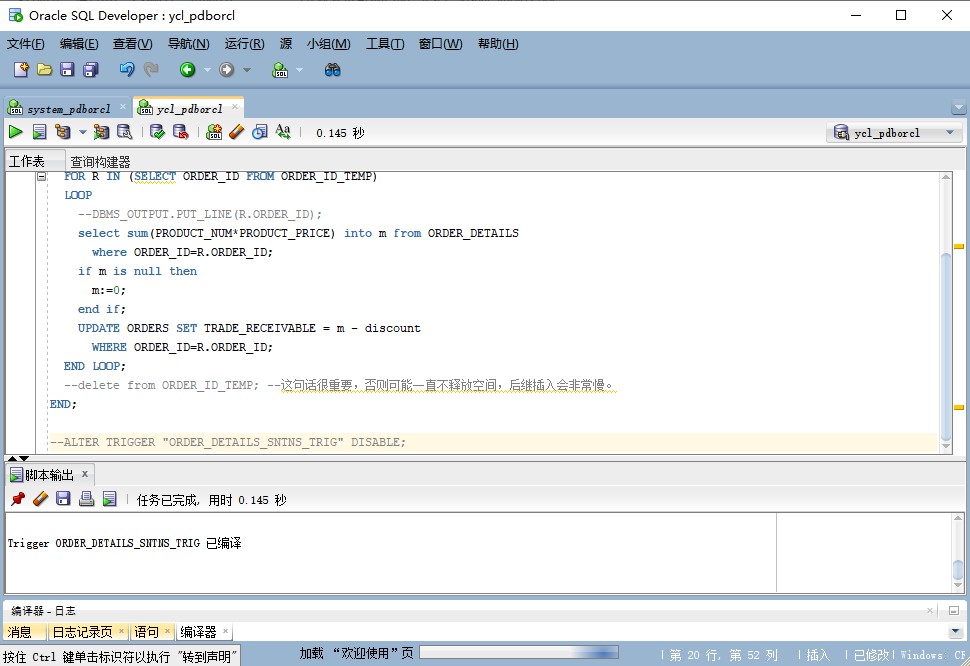 Oracle SQL Developer : ycl_pdborcl
文件(F) 编辑(E) 查看(V) 导航(N) 运行(R) 源 小组(M) 工具(T) 窗口(W) 帮助(H)
system_pdborcl × ycl_pdborcl ×
0.145 秒 ycl_pdborcl
工作表 查询构建器
FOR R IN (SELECT ORDER_ID FROM ORDER_ID_TEMP)
LOOP
--DBMS_OUTPUT.PUT_LINE(R.ORDER_ID);
select sum(PRODUCT_NUM*PRODUCT_PRICE) into m from ORDER_DETAILS
where ORDER_ID=R.ORDER_ID;
if m is null then
m:=0;
end if;
UPDATE ORDERS SET TRADE_RECEIVABLE = m - discount
WHERE ORDER_ID=R.ORDER_ID;
END LOOP;
--delete from ORDER_ID_TEMP; --这句话很重要，否则可能一直不释放空间，后继插入会非常慢。
END;
--ALTER TRIGGER "ORDER_DETAILS_SNTNS_TRIG" DISABLE;
脚本输出 ×
任务已完成, 用时 0.145 秒
Trigger ORDER_DETAILS_SNTNS_TRIG 已编译
编译器 - 日志
消息 日志记录页 × 语句 × 编译器 ×
按住 Ctrl 键单击标识符以执行 "转到声明" 加载 “欢迎使用” 页 第 20 行, 第 52 列 插入 已修改 Windows: CF